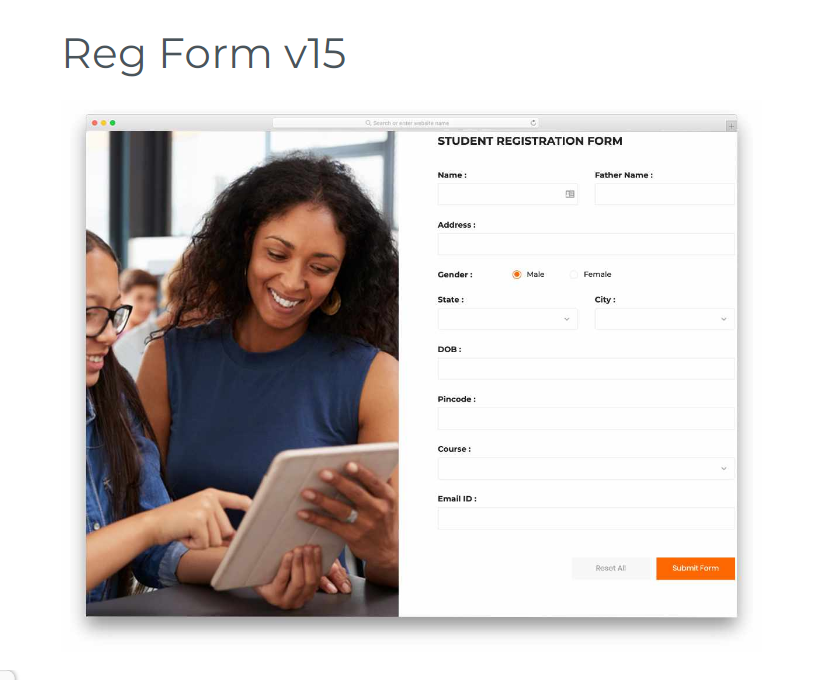 Reg Form v15
Search or enter website name
STUDENT REGISTRATION FORM
Name : Father Name :
Address :
Gender : Male Female
State : City :
DOB :
Pincode :
Course :
Email ID :
Reset All Submit Form